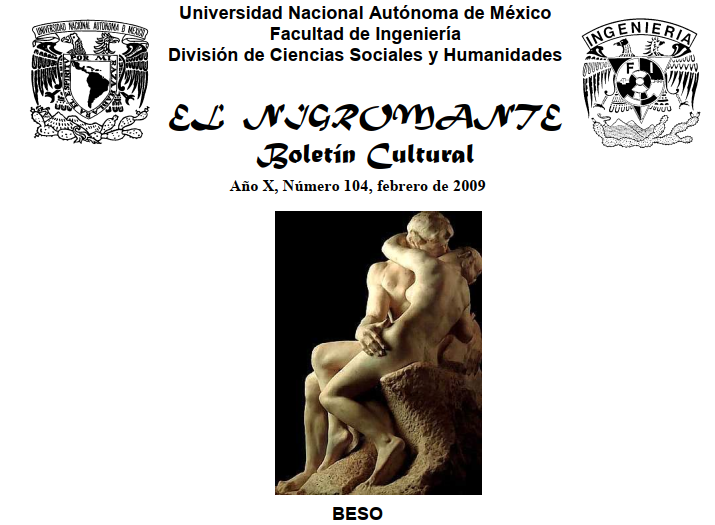 Universidad Nacional Autónoma de México
Facultad de Ingeniería
División de Ciencias Sociales y Humanidades
EL NIGROMANTE
Boletín Cultural
Año X, Número 104, febrero de 2009
INGENIERIA
F I
BESO